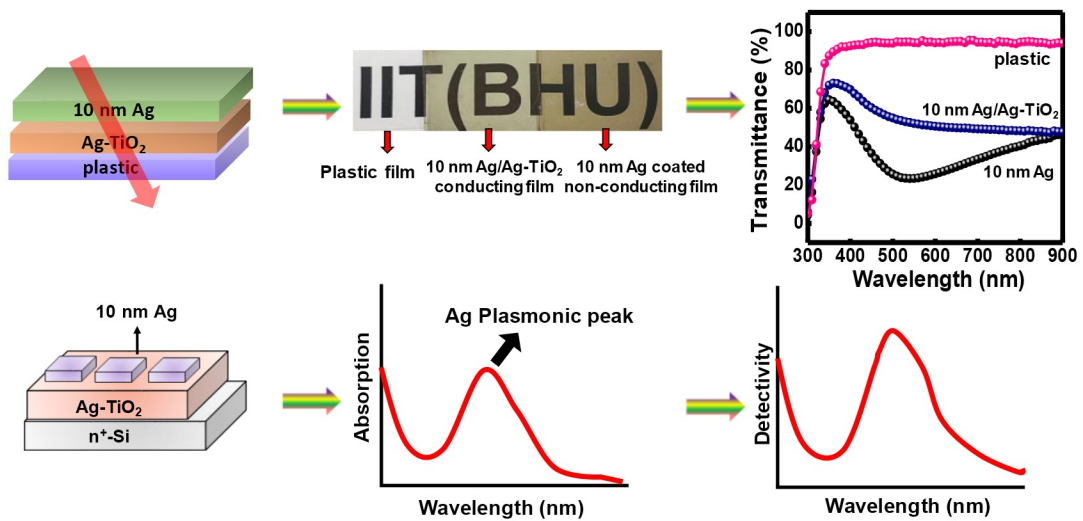 10 nm Ag
Ag-TiO₂
plastic
IIT(BHU)
Plastic film
10 nm Ag/Ag-TiO₂
conducting film
10 nm Ag coated
non-conducting film
Transmittance (%)
100
80
60
40
20
0
plastic
10 nm Ag/Ag-TiO₂
10 nm Ag
300 400 500 600 700 800 900
Wavelength (nm)
10 nm Ag
Ag-TiO₂
n⁺-Si
Absorption
Ag Plasmonic peak
Wavelength (nm)
Detectivity
Wavelength (nm)